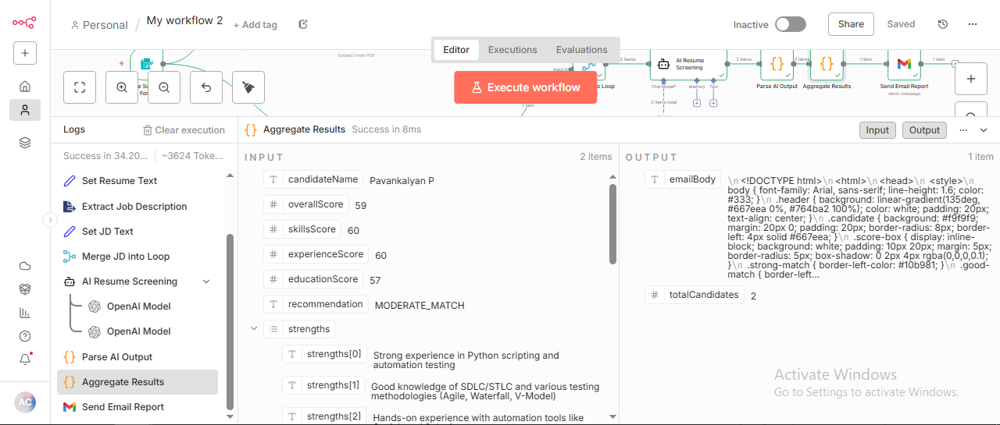 Personal / My workflow 2 + Add tag
Inactive Share Saved
Editor Executions Evaluations
Extract From PDF
2 items
AI Resume
Screening
2 items
2 items
1 item
1 item
Loop
Parse AI Output
Aggregate Results
Send Email Report
send: message
Chat Model*
Memory
Tool
2 items total
1 item
Execute workflow
Logs Clear execution
Success in 34.20... ~3624 Toke...
Set Resume Text
Extract Job Description
Set JD Text
Merge JD into Loop
AI Resume Screening
OpenAI Model
OpenAI Model
Parse AI Output
Aggregate Results
Send Email Report
AC
Aggregate Results Success in 8ms
Input Output
INPUT 2 items
candidateName Pavankalyan P
overallScore 59
skillsScore 60
experienceScore 60
educationScore 57
recommendation MODERATE_MATCH
strengths
strengths[0] Strong experience in Python scripting and
automation testing
strengths[1] Good knowledge of SDLC/STLC and various testing
methodologies (Agile, Waterfall, V-Model)
strengths[2] Hands-on experience with automation tools like
OUTPUT 1 item
emailBody \n<!DOCTYPE html>\n<html>\n<head>\n <style>\n
body { font-family: Arial, sans-serif; line-height: 1.6; color:
#333; }\n .header { background: linear-gradient(135deg,
#667eea 0%, #764ba2 100%); color: white; padding: 20px;
text-align: center; }\n .candidate { background: #f9f9f9;
margin: 20px 0; padding: 20px; border-radius: 8px; border-
left: 4px solid #667eea; }\n .score-box { display: inline-
block; background: white; padding: 10px 20px; margin: 5px;
border-radius: 5px; box-shadow: 0 2px 4px rgba(0,0,0,0.1);
}\n .strong-match { border-left-color: #10b981; }\n .good-
match { border-left...
totalCandidates 2
Activate Windows
Go to Settings to activate Windows.